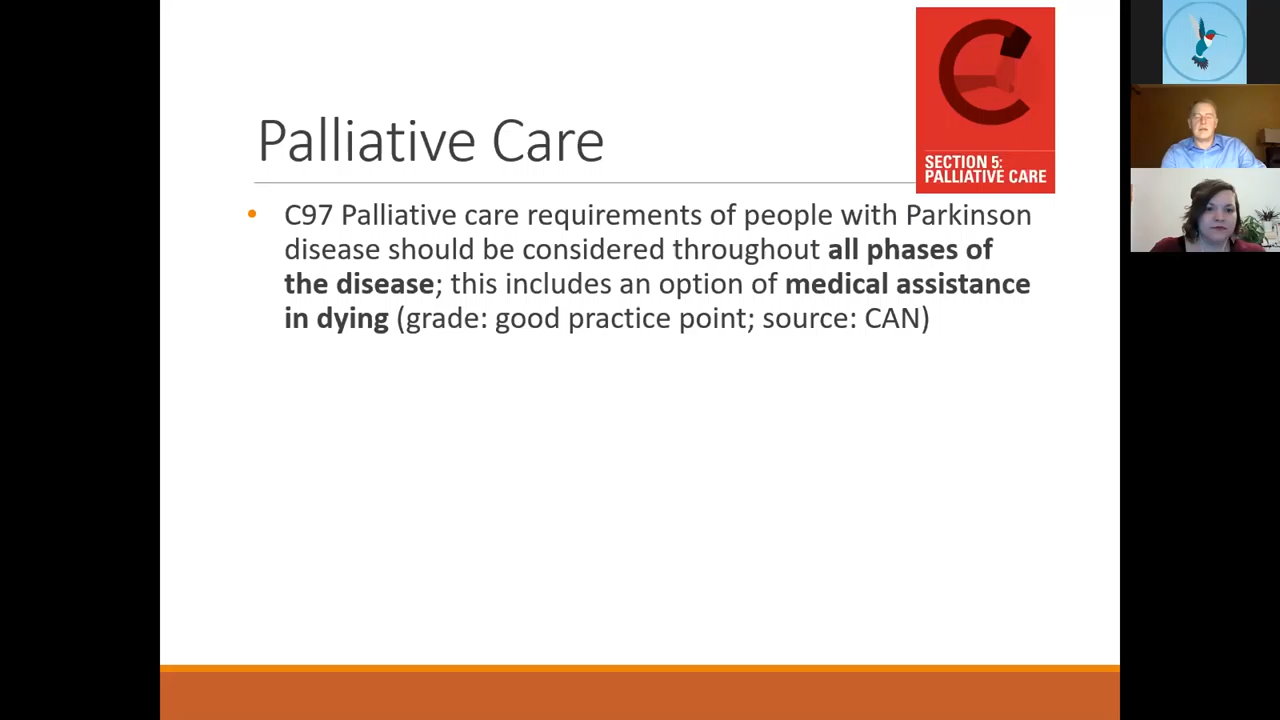 Palliative Care
SECTION 5:
PALLIATIVE CARE
• C97 Palliative care requirements of people with Parkinson
disease should be considered throughout all phases of
the disease; this includes an option of medical assistance
in dying (grade: good practice point; source: CAN)